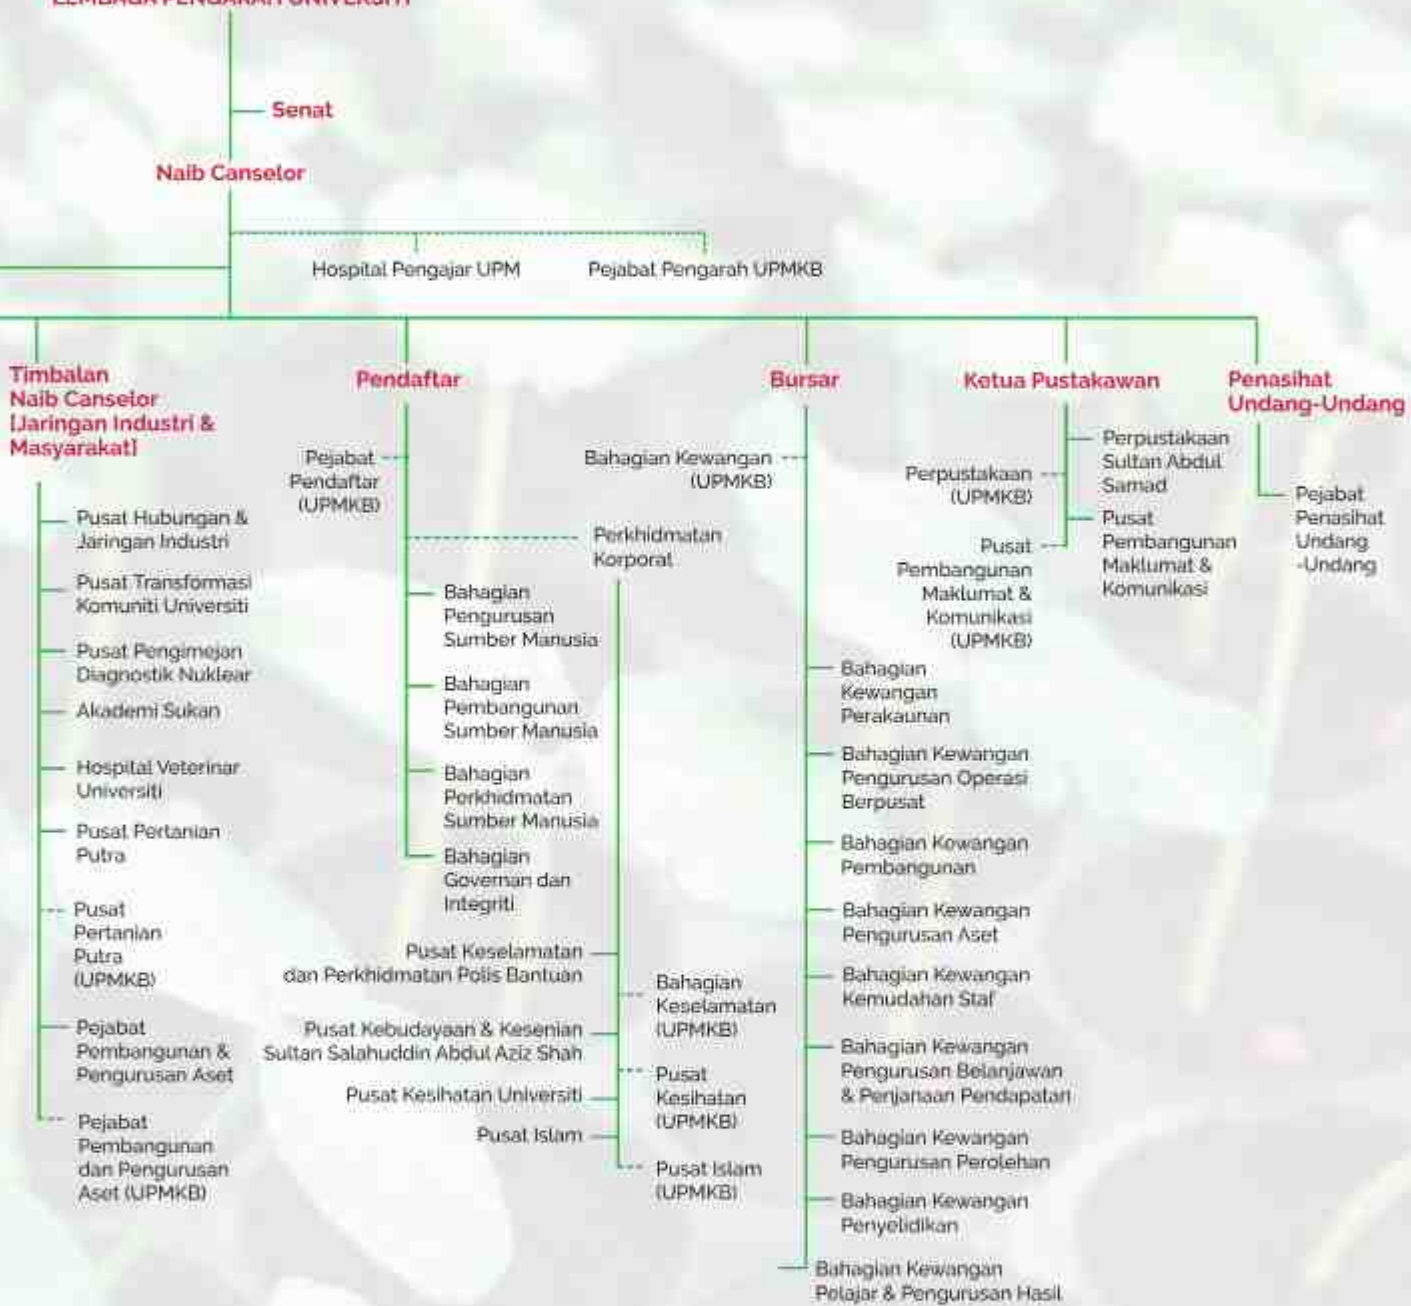 LEMBAGA PENGARAH UNIVERSITI
Senat
Naib Canselor
Hospital Pengajar UPM
Pejabat Pengarah UPMKB
Timbalan
Naib Canselor
[Jaringan Industri &
Masyarakat]
Pusat Hubungan &
Jaringan Industri
Pusat Transformasi
Komuniti Universiti
Pusat Pengimejan
Diagnostik Nuklear
Akademi Sukan
Hospital Veterinar
Universiti
Pusat Pertanian
Putra
Pusat
Pertanian
Putra
(UPMKB)
Pejabat
Pembangunan &
Pengurusan Aset
Pejabat
Pembangunan
dan Pengurusan
Aset (UPMKB)
Pendaftar
Pejabat
Pendaftar
(UPMKB)
Perkhidmatan
Korporat
Bahagian
Pengurusan
Sumber Manusia
Bahagian
Pembangunan
Sumber Manusia
Bahagian
Perkhidmatan
Sumber Manusia
Bahagian
Governan dan
Integriti
Pusat Keselamatan
dan Perkhidmatan Polis Bantuan
Bahagian
Keselamatan
(UPMKB)
Pusat Kebudayaan & Kesenian
Sultan Salahuddin Abdul Aziz Shah
Pusat
Kesihatan
(UPMKB)
Pusat Kesihatan Universiti
Pusat Islam
Pusat Islam
(UPMKB)
Bursar
Bahagian Kewangan
(UPMKB)
Bahagian
Kewangan
Perakaunan
Bahagian Kewangan
Pengurusan Operasi
Berpusat
Bahagian Kewangan
Pembangunan
Bahagian Kewangan
Pengurusan Aset
Bahagian Kewangan
Kemudahan Staf
Bahagian Kewangan
Pengurusan Belanjawan
& Penjanaan Pendapatan
Bahagian Kewangan
Pengurusan Perolehan
Bahagian Kewangan
Penyelidikan
Bahagian Kewangan
Pelajar & Pengurusan Hasil
Ketua Pustakawan
Perpustakaan
(UPMKB)
Pusat
Pembangunan
Maklumat &
Komunikasi
(UPMKB)
Perpustakaan
Sultan Abdul
Samad
Pusat
Pembangunan
Maklumat &
Komunikasi
Penasihat
Undang-Undang
Pejabat
Penasihat
Undang
-Undang